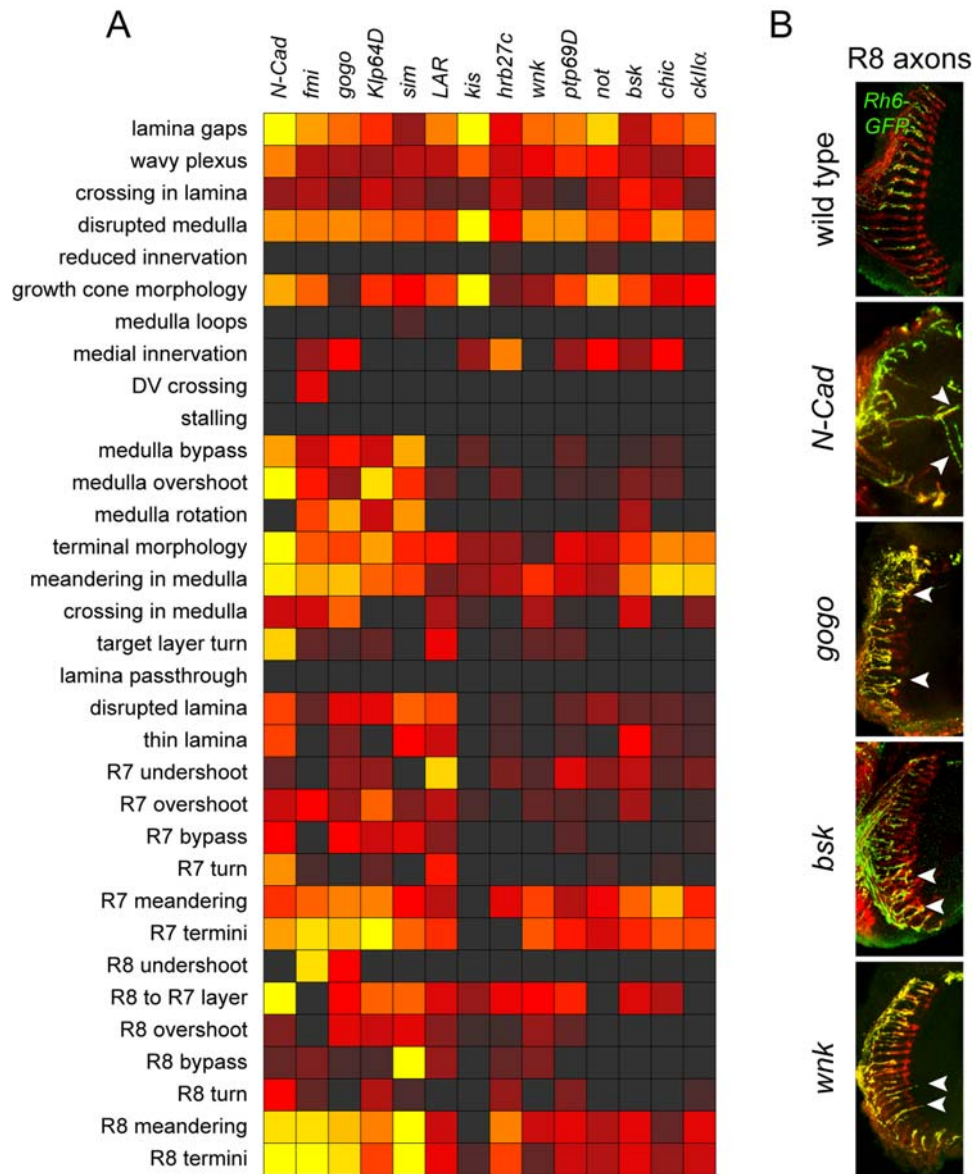 A
N-Cad
fmi
gogo
Klp64D
sim
LAR
kis
hrb27c
wnk
ptp69D
not
bsk
chic
ckIIα
lamina gaps
wavy plexus
crossing in lamina
disrupted medulla
reduced innervation
growth cone morphology
medulla loops
medial innervation
DV crossing
stalling
medulla bypass
medulla overshoot
medulla rotation
terminal morphology
meandering in medulla
crossing in medulla
target layer turn
lamina passthrough
disrupted lamina
thin lamina
R7 undershoot
R7 overshoot
R7 bypass
R7 turn
R7 meandering
R7 termini
R8 undershoot
R8 to R7 layer
R8 overshoot
R8 bypass
R8 turn
R8 meandering
R8 termini
B
R8 axons
Rh6-
GFP
wild type
N-Cad
gogo
bsk
wnk